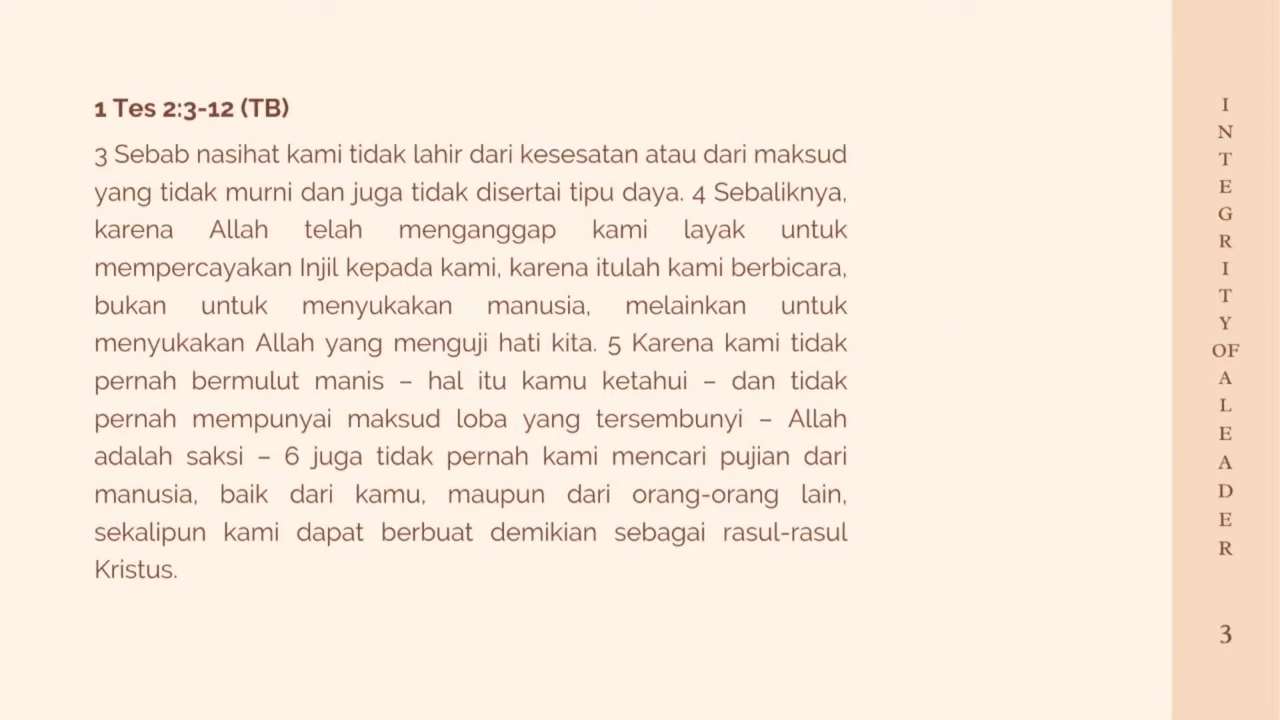 1 Tes 2:3-12 (TB)
3 Sebab nasihat kami tidak lahir dari kesesatan atau dari maksud
yang tidak murni dan juga tidak disertai tipu daya. 4 Sebaliknya,
karena Allah telah menganggap kami layak untuk
mempercayakan Injil kepada kami, karena itulah kami berbicara,
bukan untuk menyukakan manusia, melainkan untuk
menyukakan Allah yang menguji hati kita. 5 Karena kami tidak
pernah bermulut manis – hal itu kamu ketahui – dan tidak
pernah mempunyai maksud loba yang tersembunyi – Allah
adalah saksi – 6 juga tidak pernah kami mencari pujian dari
manusia, baik dari kamu, maupun dari orang-orang lain,
sekalipun kami dapat berbuat demikian sebagai rasul-rasul
Kristus.
INTEGRITY OF A LEADER
3